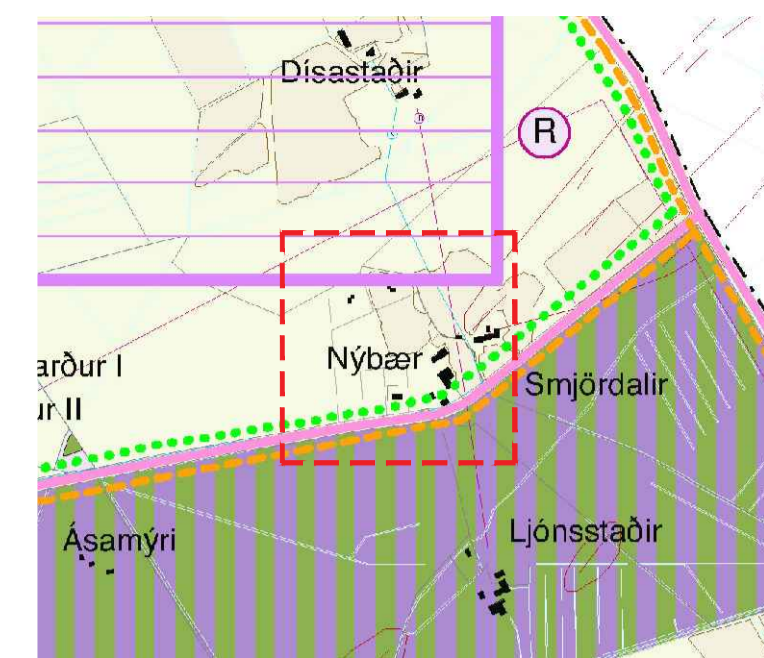 Dísastaðir
R
Nýbær
arður I
ur II
Smjördalir
Ásamýri
Ljónsstaðir